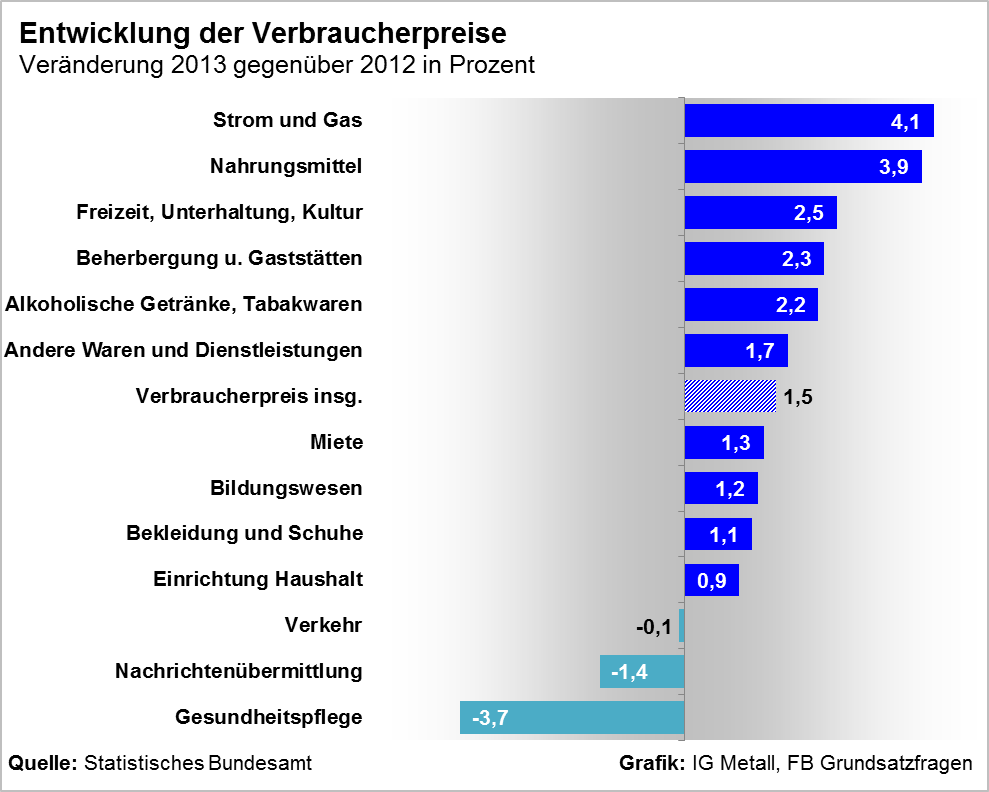 Entwicklung der Verbraucherpreise
Veränderung 2013 gegenüber 2012 in Prozent
Strom und Gas 4,1
Nahrungsmittel 3,9
Freizeit, Unterhaltung, Kultur 2,5
Beherbergung u. Gaststätten 2,3
Alkoholische Getränke, Tabakwaren 2,2
Andere Waren und Dienstleistungen 1,7
Verbraucherpreis insg. 1,5
Miete 1,3
Bildungswesen 1,2
Bekleidung und Schuhe 1,1
Einrichtung Haushalt 0,9
Verkehr -0,1
Nachrichtenübermittlung -1,4
Gesundheitspflege -3,7
Quelle: Statistisches Bundesamt Grafik: IG Metall, FB Grundsatzfragen